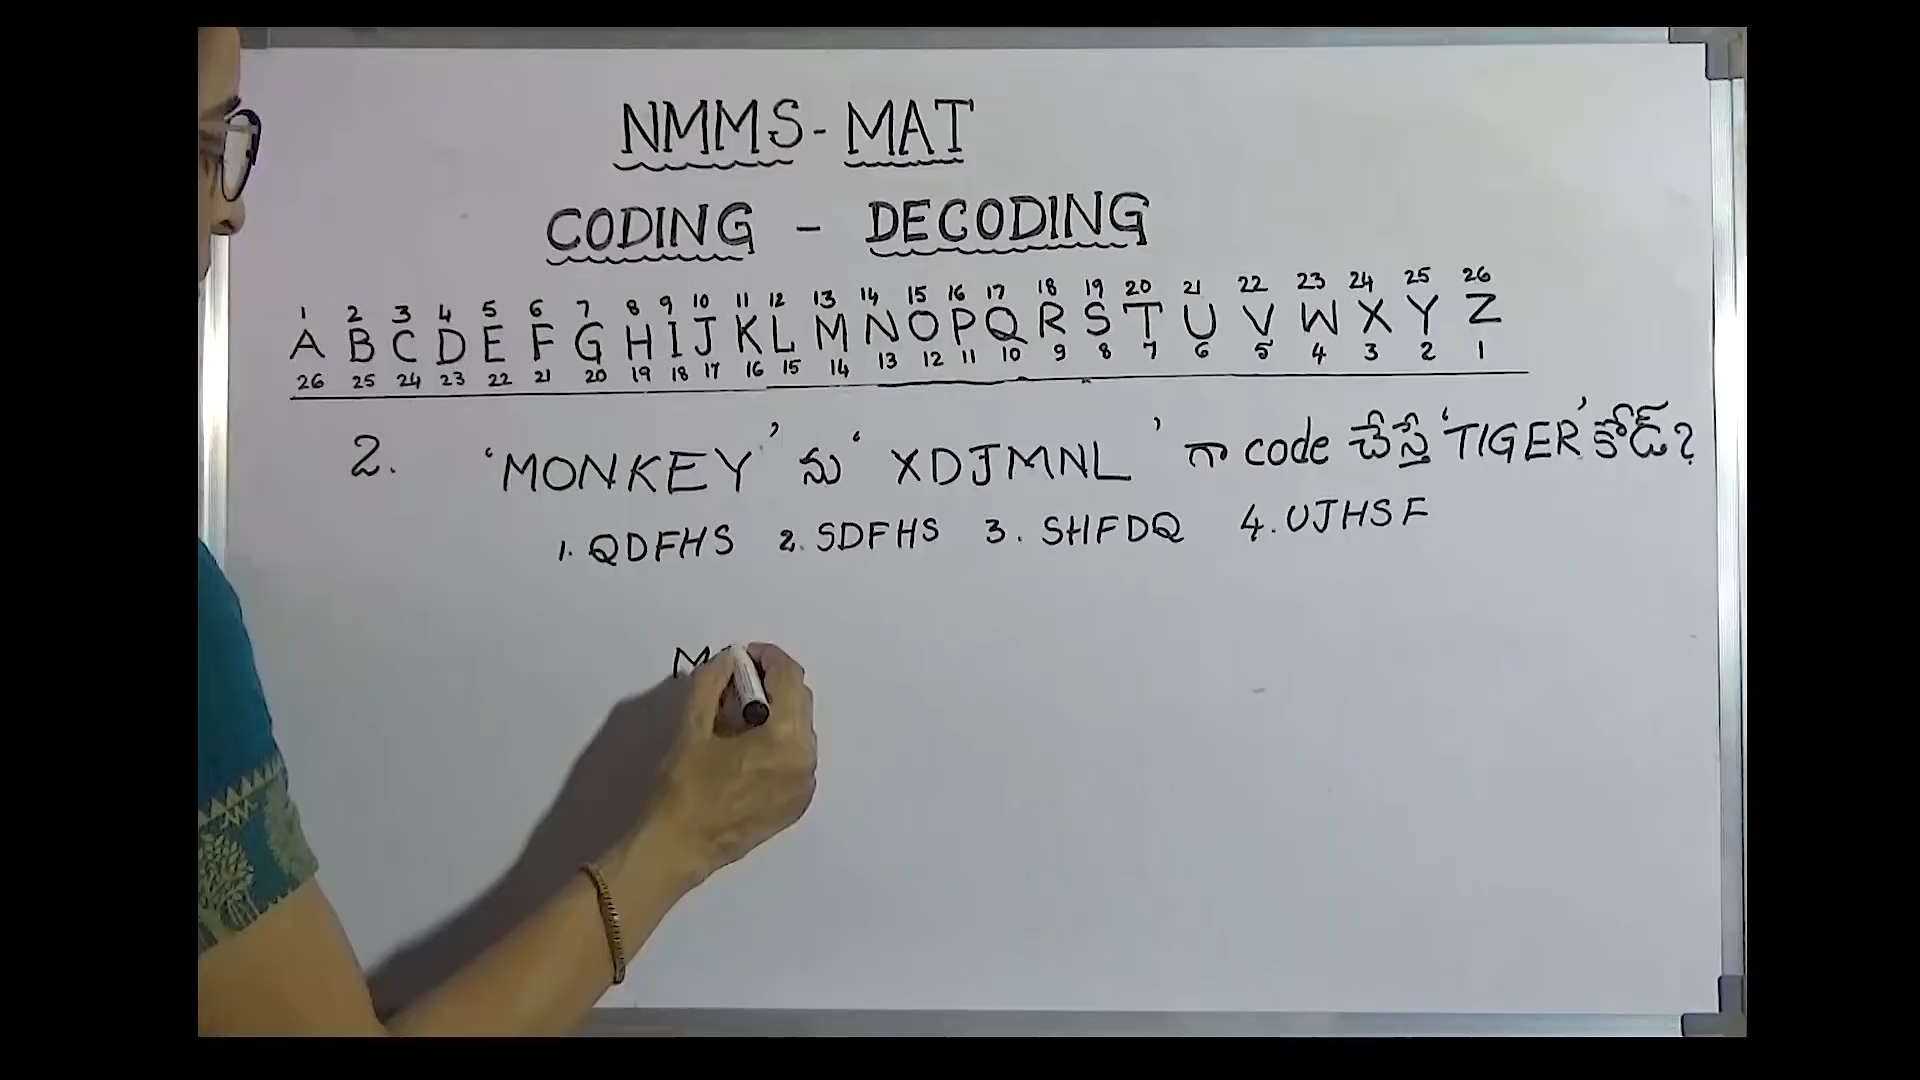 NMMS - MAT
CODING - DECODING
1 2 3 4 5 6 7 8 9 10 11 12 13 14 15 16 17 18 19 20 21 22 23 24 25 26
A B C D E F G H I J K L M N O P Q R S T U V W X Y Z
26 25 24 23 22 21 20 19 18 17 16 15 14 13 12 11 10 9 8 7 6 5 4 3 2 1
2. 'MONKEY' ను ' XDJMNL ' గా code చేస్తే 'TIGER' కోడ్ ?
1. QDFHS 2. SDFHS 3. SHFDQ 4. UJHSF
M